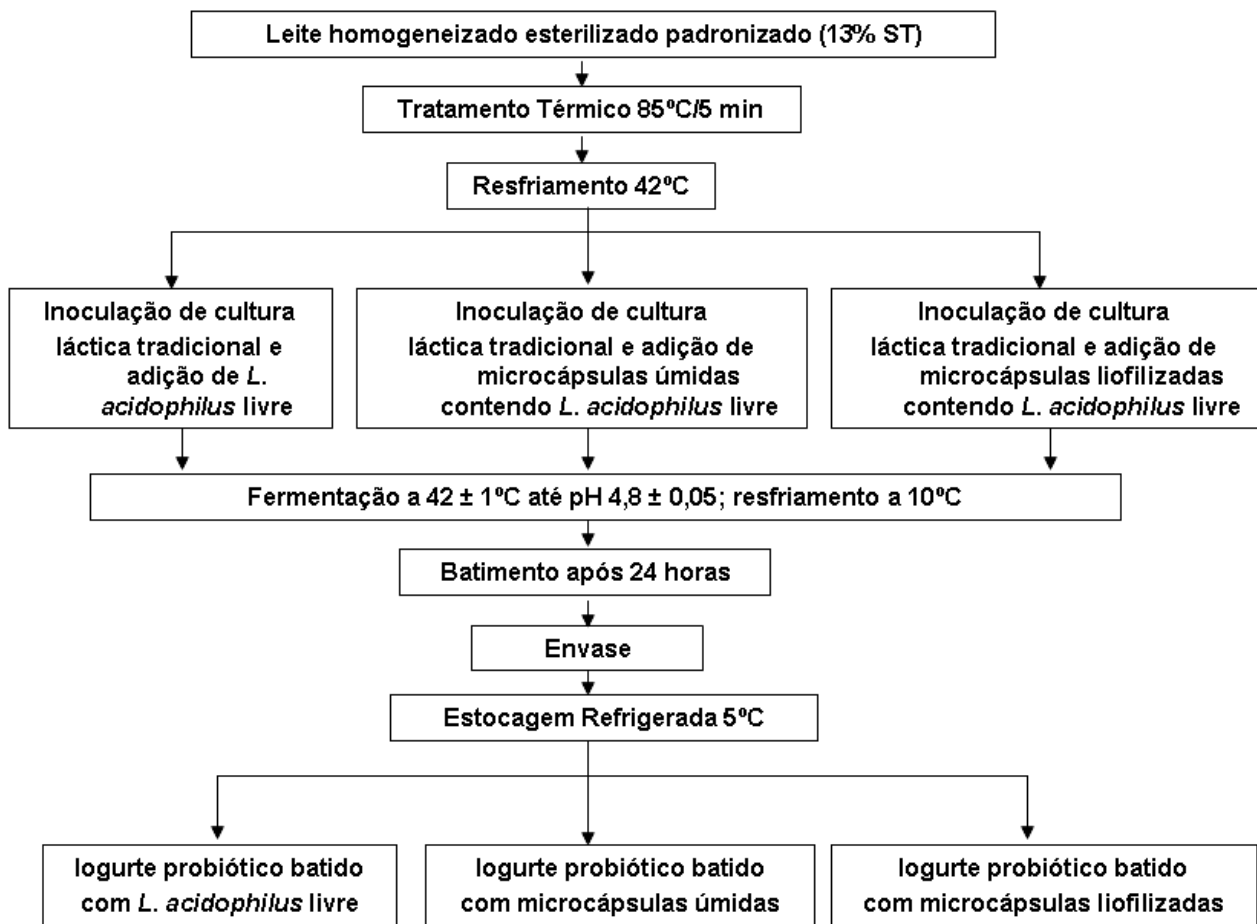 Leite homogeneizado esterilizado padronizado (13% ST)
Tratamento Térmico 85ºC/5 min
Resfriamento 42ºC
Inoculação de cultura
láctica tradicional e
adição de L.
acidophilus livre
Inoculação de cultura
láctica tradicional e adição de
microcápsulas úmidas
contendo L. acidophilus livre
Inoculação de cultura
láctica tradicional e adição de
microcápsulas liofilizadas
contendo L. acidophilus livre
Fermentação a 42 ± 1ºC até pH 4,8 ± 0,05; resfriamento a 10ºC
Batimento após 24 horas
Envase
Estocagem Refrigerada 5ºC
Iogurte probiótico batido
com L. acidophilus livre
Iogurte probiótico batido
com microcápsulas úmidas
Iogurte probiótico batido
com microcápsulas liofilizadas